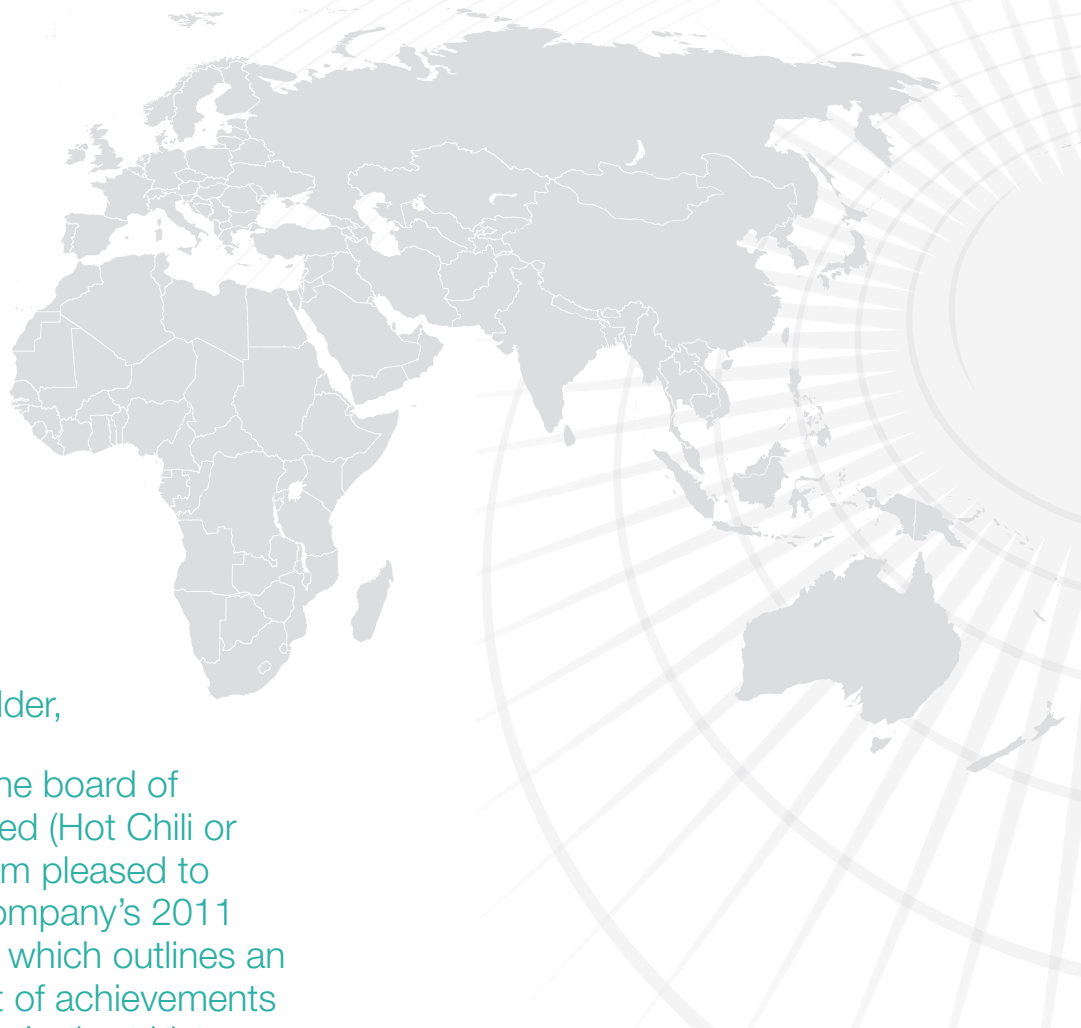 lder,
he board of
ed (Hot Chili or
m pleased to
ompany's 2011
which outlines an
t of achievements